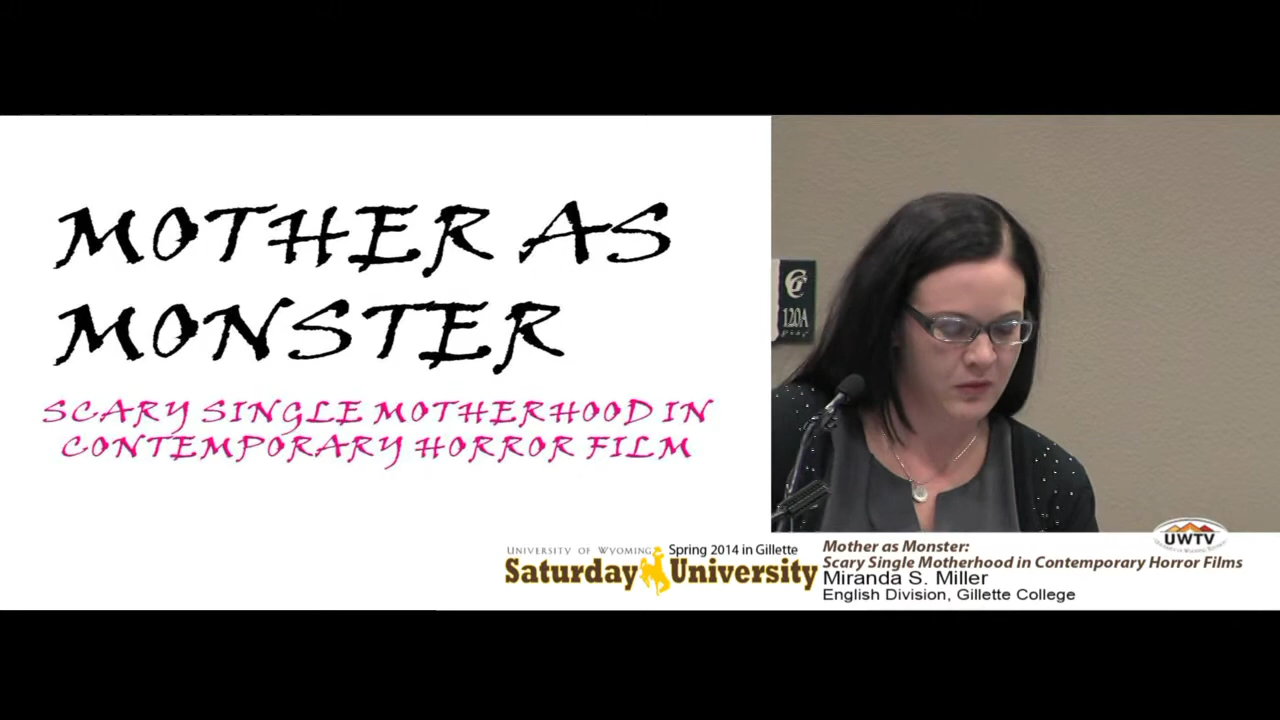 MOTHER AS
MONSTER
SCARY SINGLE MOTHERHOOD IN
CONTEMPORARY HORROR FILM
GC
120A
UNIVERSITY OF WYOMING
Spring 2014 in Gillette
Saturday University
UWTV
Mother as Monster:
Scary Single Motherhood in Contemporary Horror Films
Miranda S. Miller
English Division, Gillette College